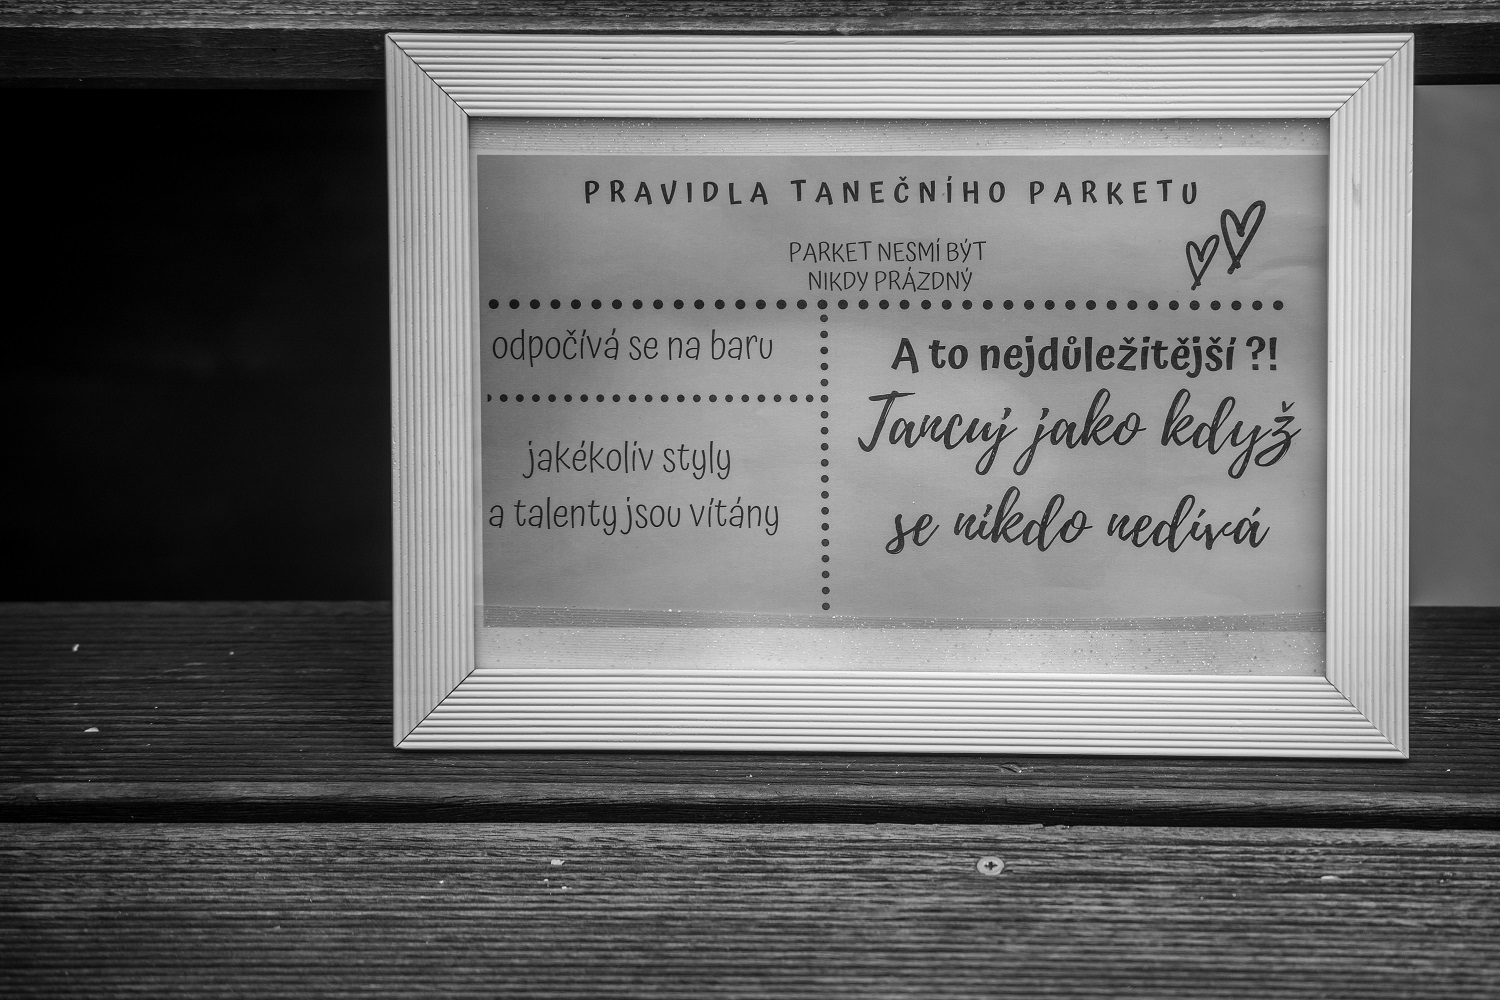 PRAVIDLA TANEČNÍHO PARKETU
PARKET NESMÍ BÝT
NIKDY PRÁZDNÝ
odpočívá se na baru
jakékoliv styly
a talenty jsou vítány
A to nejdůležitější ?!
Tancuj jako když
se nikdo nedívá